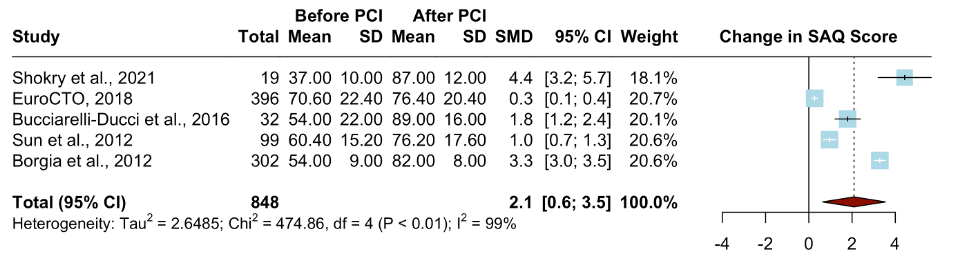 Before PCI After PCI
Study Total Mean SD Mean SD SMD 95% CI Weight Change in SAQ Score
Shokry et al., 2021 19 37.00 10.00 87.00 12.00 4.4 [3.2; 5.7] 18.1%
EuroCTO, 2018 396 70.60 22.40 76.40 20.40 0.3 [0.1; 0.4] 20.7%
Bucciarelli-Ducci et al., 2016 32 54.00 22.00 89.00 16.00 1.8 [1.2; 2.4] 20.1%
Sun et al., 2012 99 60.40 15.20 76.20 17.60 1.0 [0.7; 1.3] 20.6%
Borgia et al., 2012 302 54.00 9.00 82.00 8.00 3.3 [3.0; 3.5] 20.6%
Total (95% CI) 848 2.1 [0.6; 3.5] 100.0%
Heterogeneity: Tau² = 2.6485; Chi² = 474.86, df = 4 (P < 0.01); I² = 99%
-4 -2 0 2 4